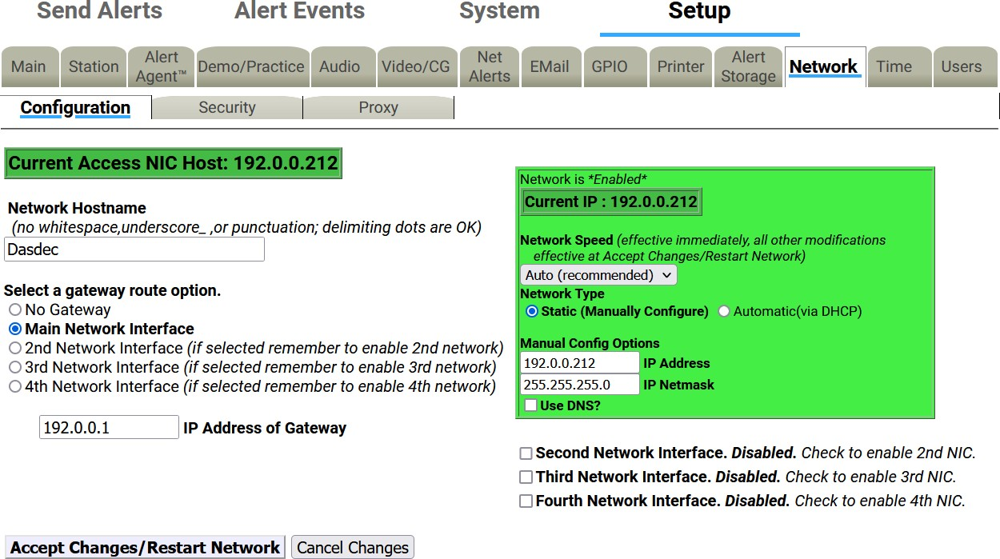 Send Alerts Alert Events System Setup
Main Station Alert Agent™ Demo/Practice Audio Video/CG Net Alerts EMail GPIO Printer Alert Storage Network Time Users
Configuration Security Proxy
Current Access NIC Host: 192.0.0.212
Network Hostname
(no whitespace,underscore_ ,or punctuation; delimiting dots are OK)
Dasdec
Select a gateway route option.
No Gateway
Main Network Interface
2nd Network Interface (if selected remember to enable 2nd network)
3rd Network Interface (if selected remember to enable 3rd network)
4th Network Interface (if selected remember to enable 4th network)
192.0.0.1 IP Address of Gateway
Network is *Enabled*
Current IP : 192.0.0.212
Network Speed (effective immediately, all other modifications
effective at Accept Changes/Restart Network)
Auto (recommended)
Network Type
Static (Manually Configure) Automatic(via DHCP)
Manual Config Options
192.0.0.212 IP Address
255.255.255.0 IP Netmask
Use DNS?
Second Network Interface. Disabled. Check to enable 2nd NIC.
Third Network Interface. Disabled. Check to enable 3rd NIC.
Fourth Network Interface. Disabled. Check to enable 4th NIC.
Accept Changes/Restart Network Cancel Changes